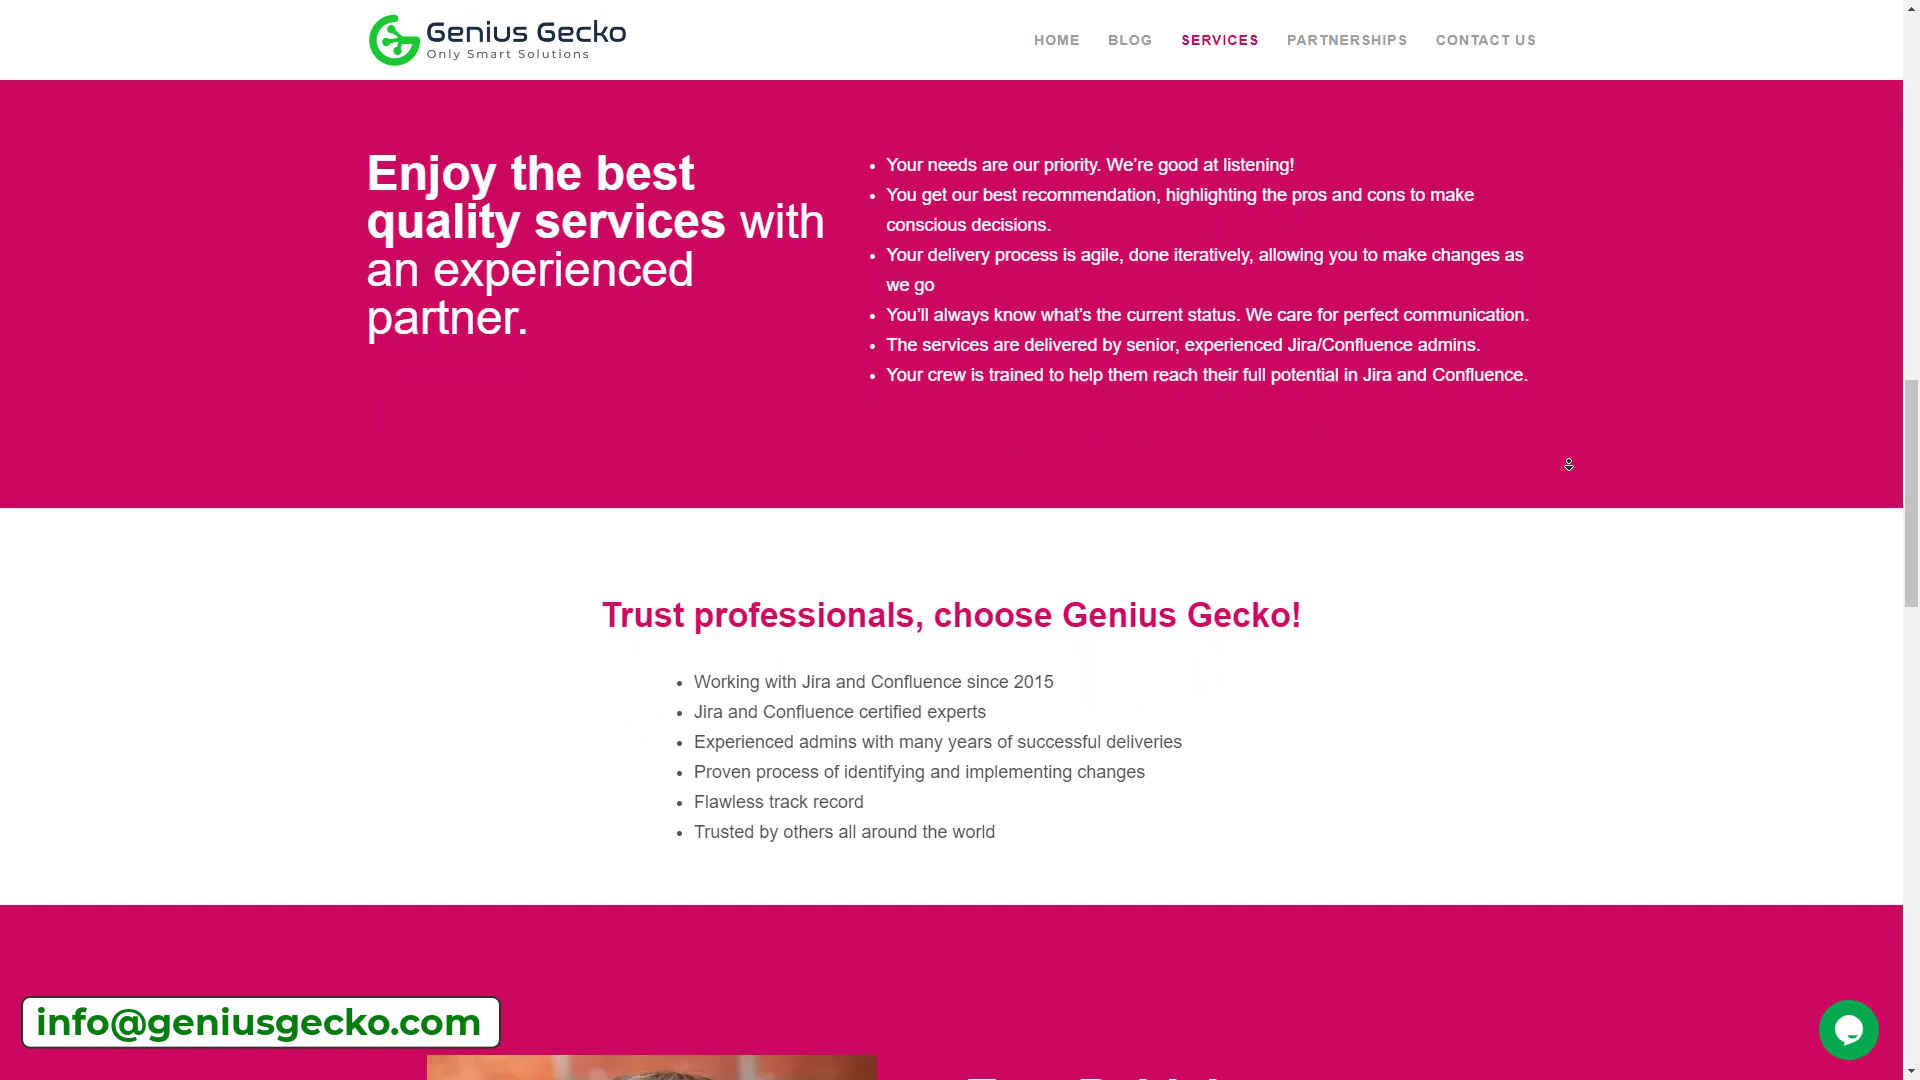 Genius Gecko
Only Smart Solutions
HOME BLOG SERVICES PARTNERSHIPS CONTACT US
Enjoy the best
quality services with
an experienced
partner.
• Your needs are our priority. We’re good at listening!
• You get our best recommendation, highlighting the pros and cons to make
conscious decisions.
• Your delivery process is agile, done iteratively, allowing you to make changes as
we go
• You’ll always know what’s the current status. We care for perfect communication.
• The services are delivered by senior, experienced Jira/Confluence admins.
• Your crew is trained to help them reach their full potential in Jira and Confluence.
Trust professionals, choose Genius Gecko!
• Working with Jira and Confluence since 2015
• Jira and Confluence certified experts
• Experienced admins with many years of successful deliveries
• Proven process of identifying and implementing changes
• Flawless track record
• Trusted by others all around the world
info@geniusgecko.com